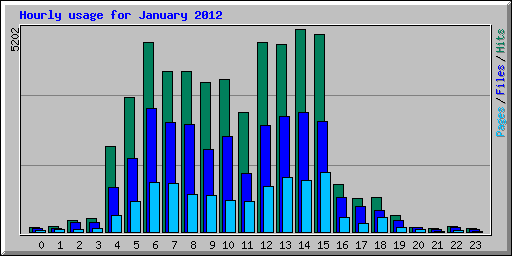 Hourly usage for January 2012
5202
Pages / Files / Hits
0 1 2 3 4 5 6 7 8 9 10 11 12 13 14 15 16 17 18 19 20 21 22 23